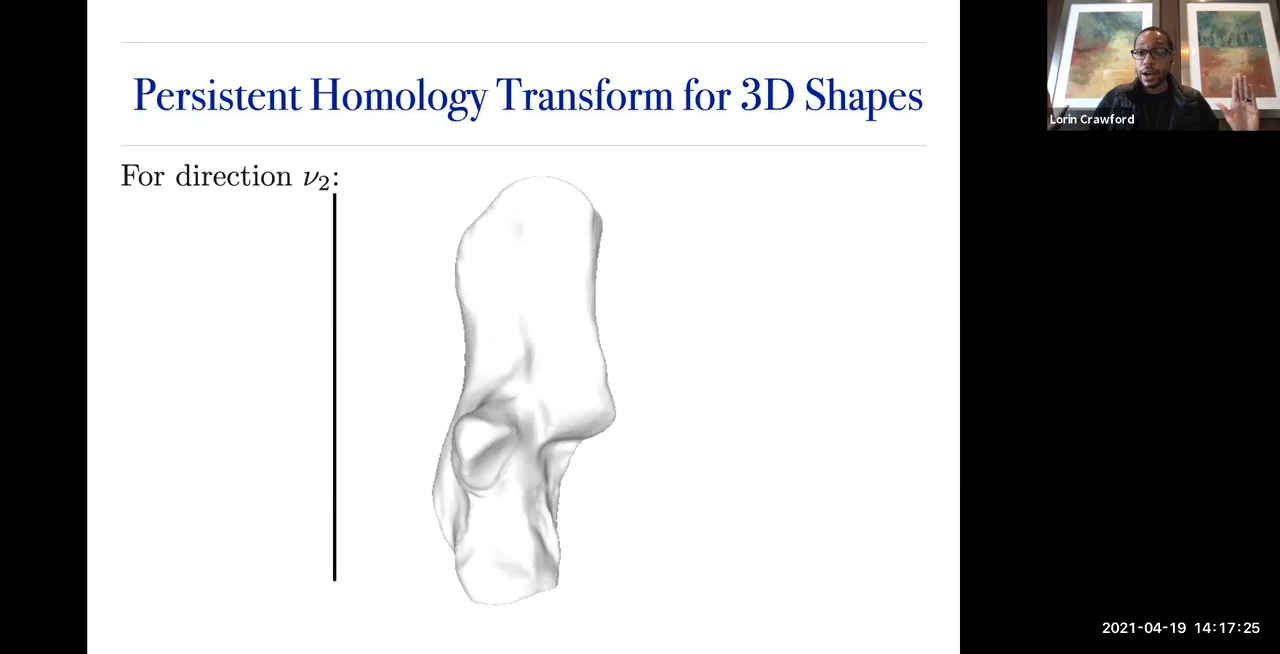 Persistent Homology Transform for 3D Shapes
For direction ν₂:
Lorin Crawford
2021-04-19 14:17:25